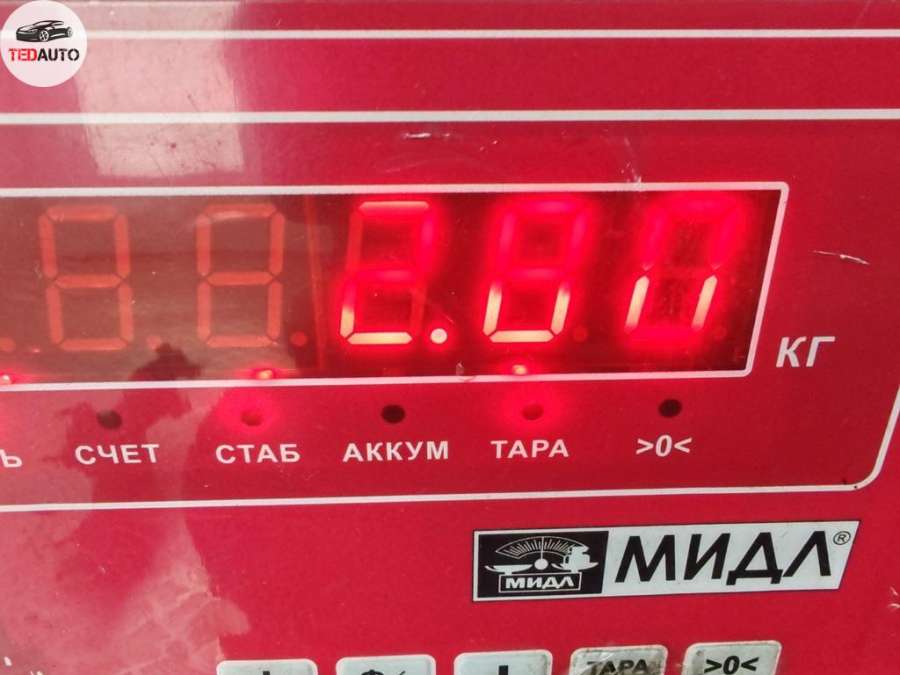 TEDAUTO
КГ
Ь СЧЕТ СТАБ АККУМ ТАРА >0<
МИДЛ МИДЛ®
ТАРА >0<